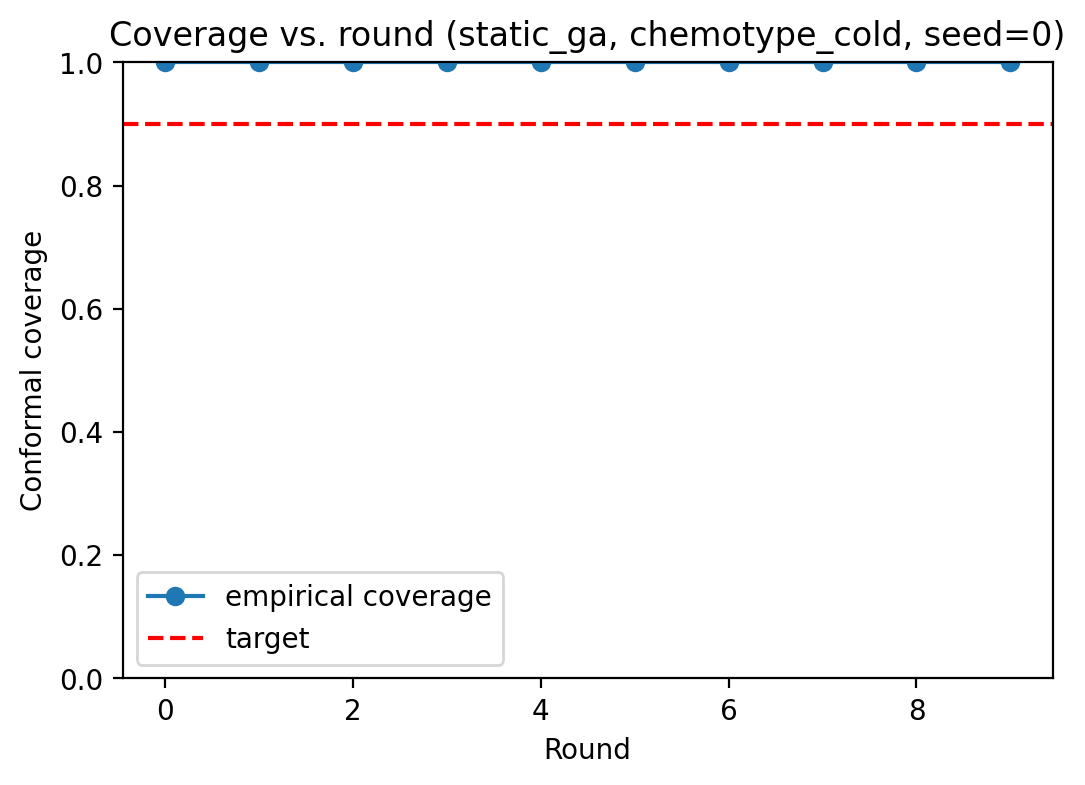 Coverage vs. round (static_ga, chemotype_cold, seed=0)
1.0
0.8
0.6
0.4
0.2
0.0
Conformal coverage
empirical coverage
target
0 2 4 6 8
Round